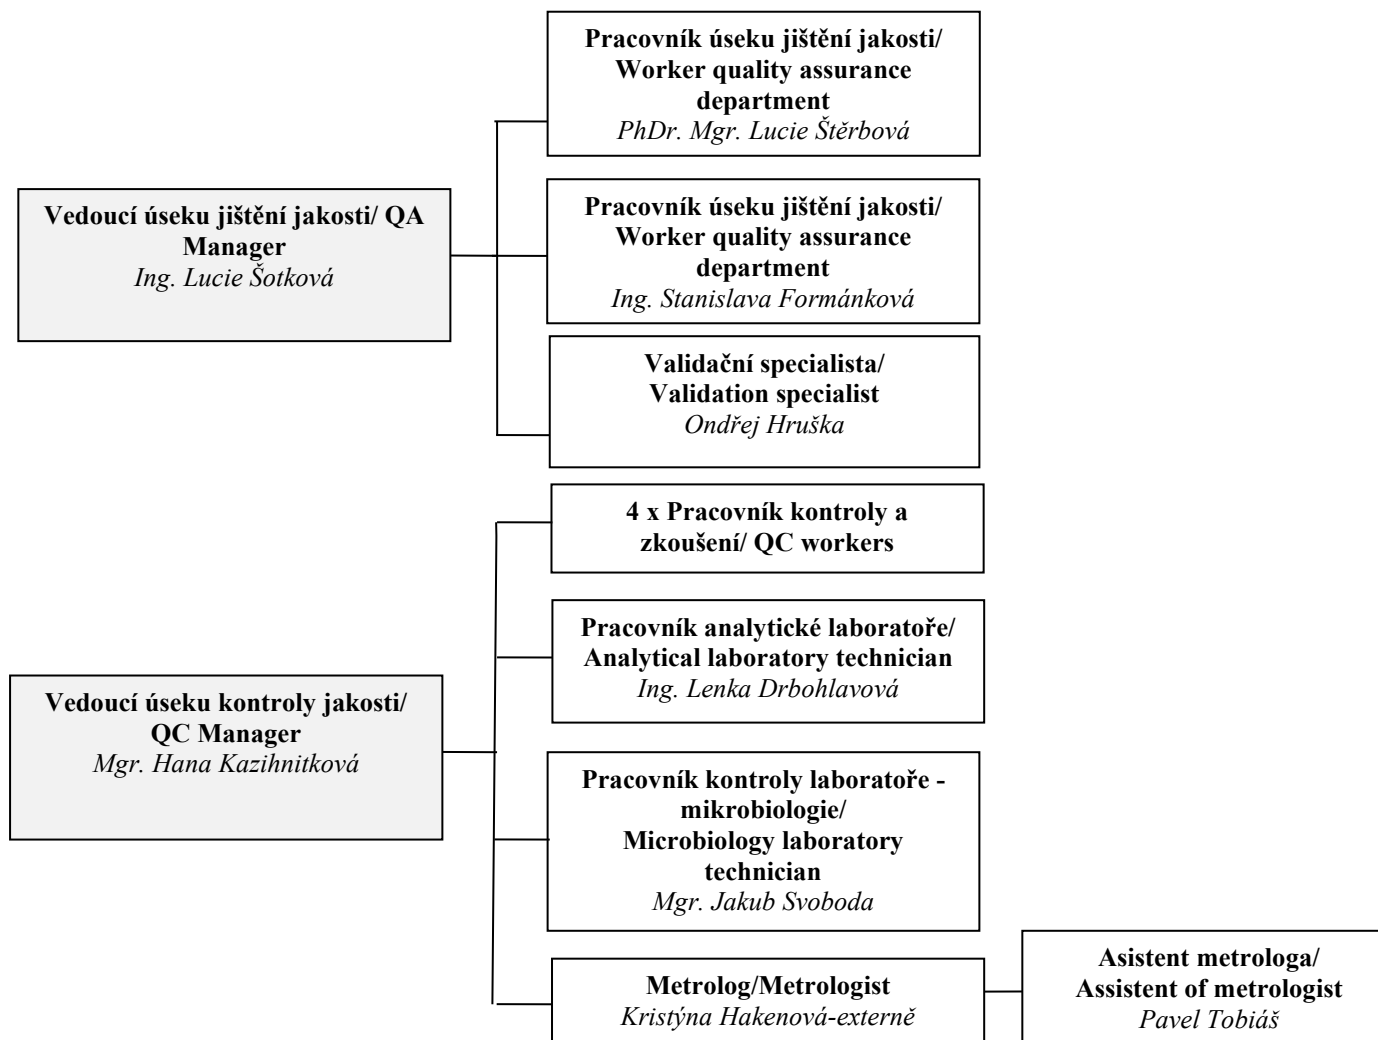 Pracovník úseku jištění jakosti/
Worker quality assurance
department
PhDr. Mgr. Lucie Štěrbová
Vedoucí úseku jištění jakosti/ QA
Manager
Ing. Lucie Šotková
Pracovník úseku jištění jakosti/
Worker quality assurance
department
Ing. Stanislava Formánková
Validační specialista/
Validation specialist
Ondřej Hruška
4 x Pracovník kontroly a
zkoušení/ QC workers
Pracovník analytické laboratoře/
Analytical laboratory technician
Ing. Lenka Drbohlavová
Vedoucí úseku kontroly jakosti/
QC Manager
Mgr. Hana Kazihnitková
Pracovník kontroly laboratoře -
mikrobiologie/
Microbiology laboratory
technician
Mgr. Jakub Svoboda
Metrolog/Metrologist
Kristýna Hakenová-externě
Asistent metrologa/
Assistent of metrologist
Pavel Tobiáš